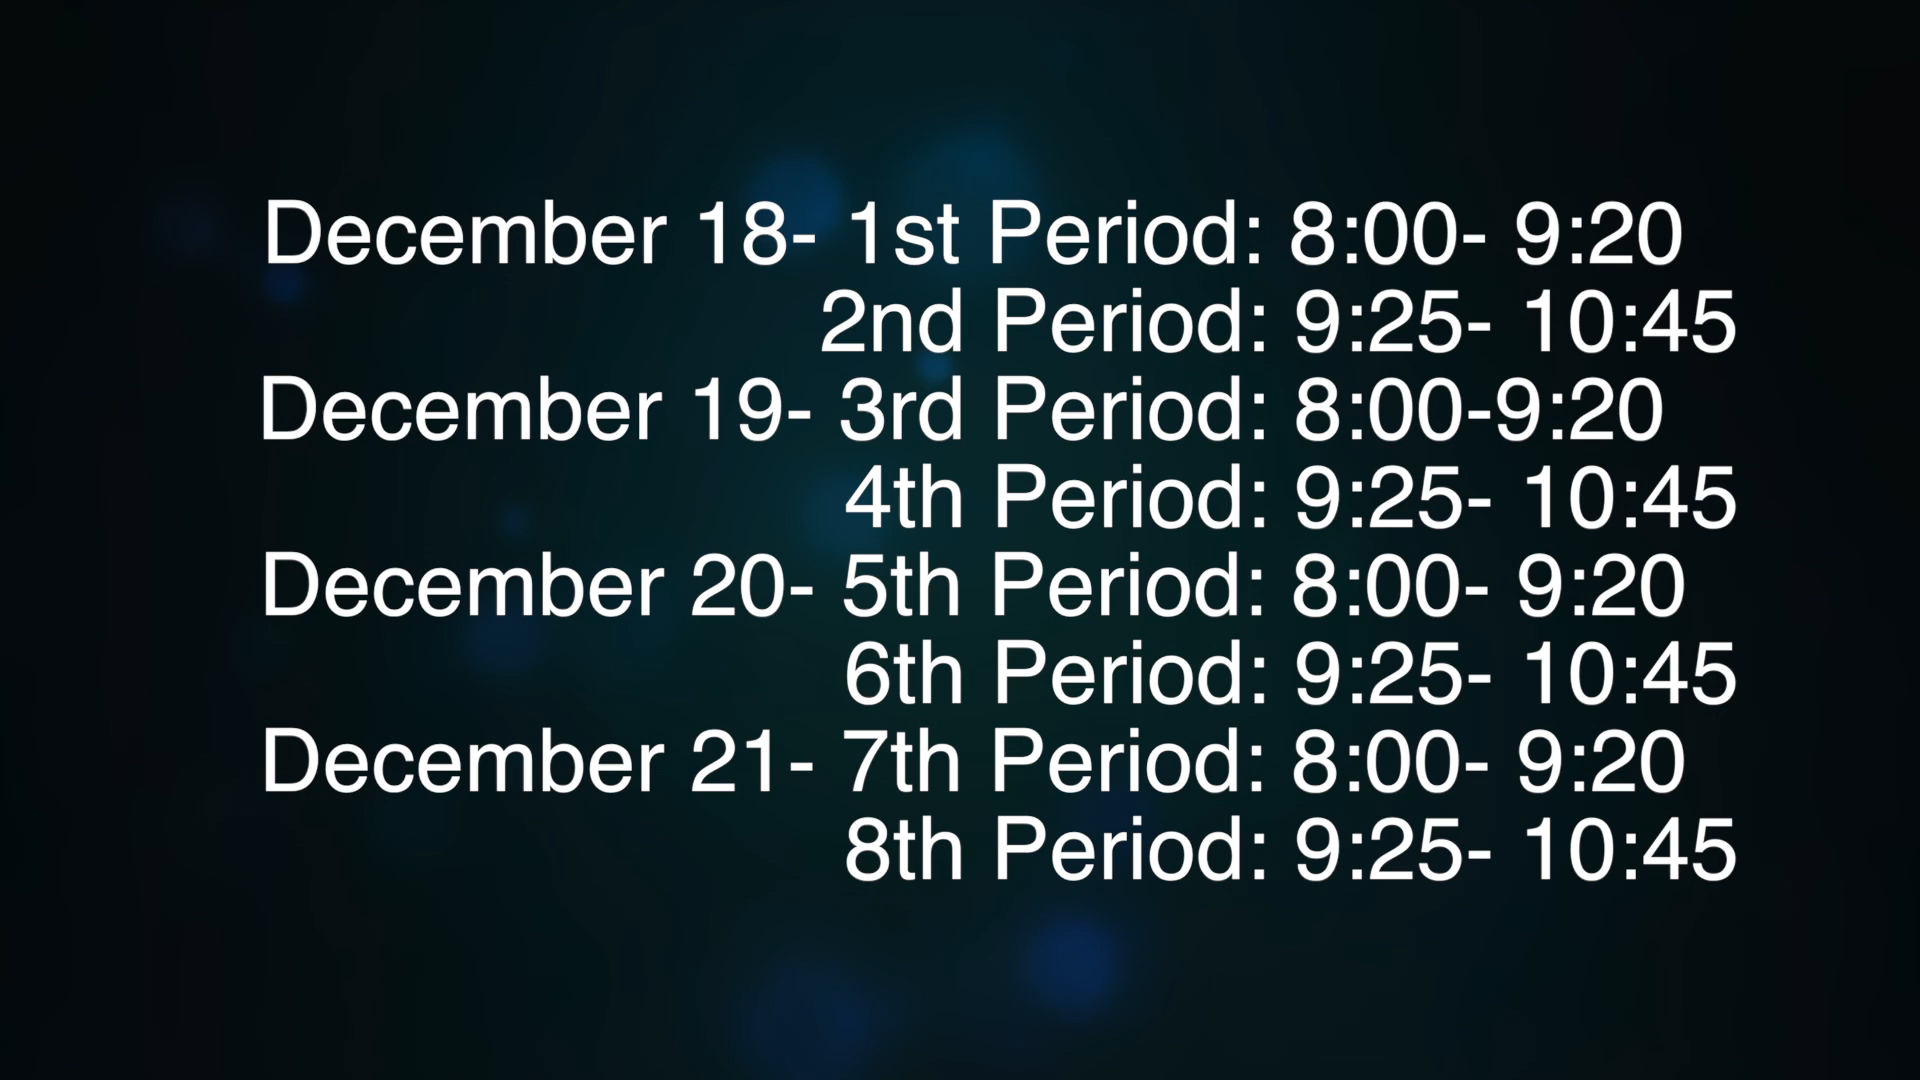 December 18- 1st Period: 8:00- 9:20
2nd Period: 9:25- 10:45
December 19- 3rd Period: 8:00-9:20
4th Period: 9:25- 10:45
December 20- 5th Period: 8:00- 9:20
6th Period: 9:25- 10:45
December 21- 7th Period: 8:00- 9:20
8th Period: 9:25- 10:45